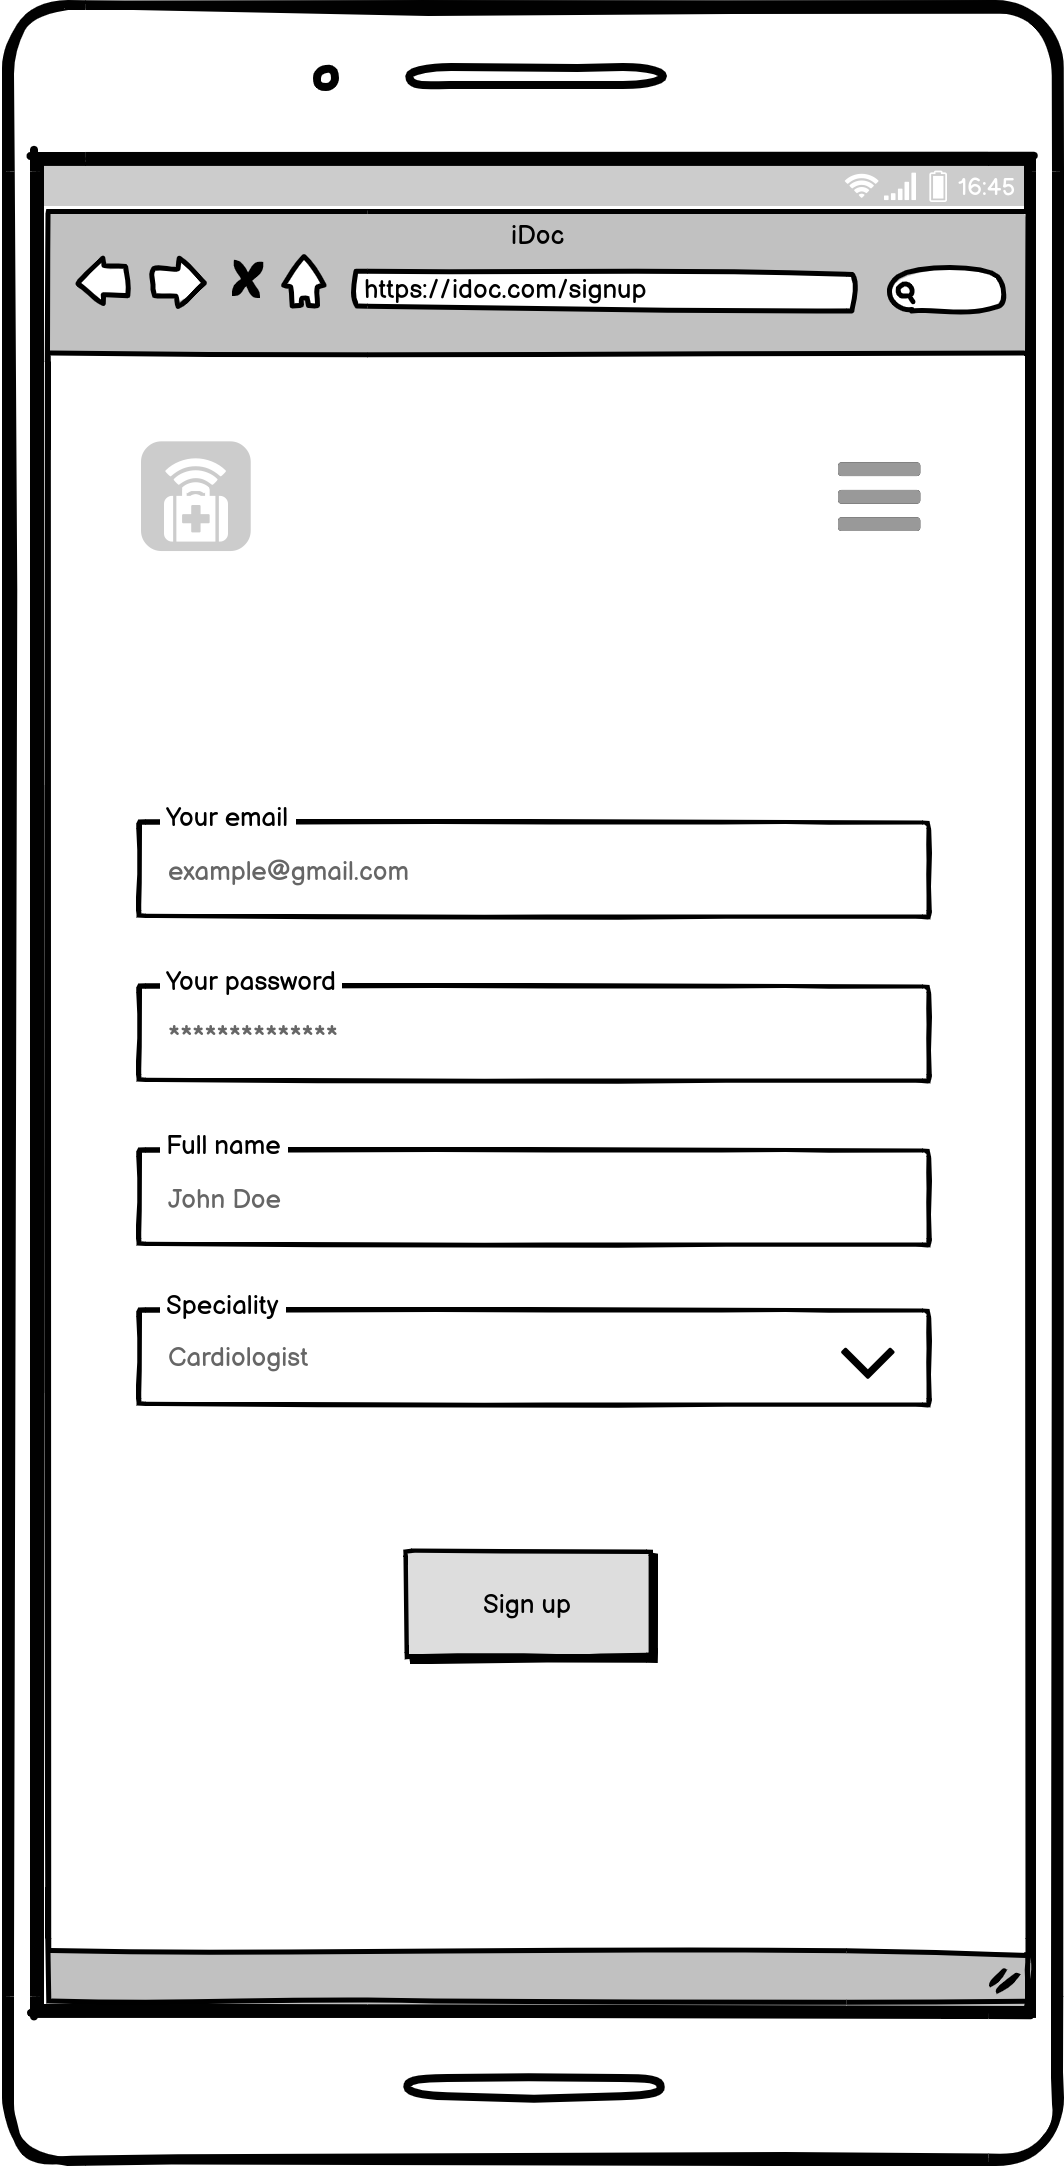 16:45
iDoc
https://idoc.com/signup
Your email
example@gmail.com
Your password
**************
Full name
John Doe
Speciality
Cardiologist
Sign up